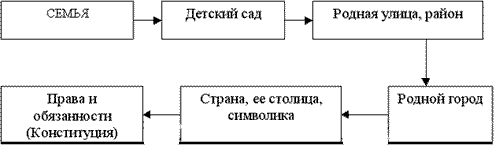 СЕМЬЯ
Детский сад
Родная улица, район
Родной город
Страна, ее столица,
символика
Права и
обязанности
(Конституция)